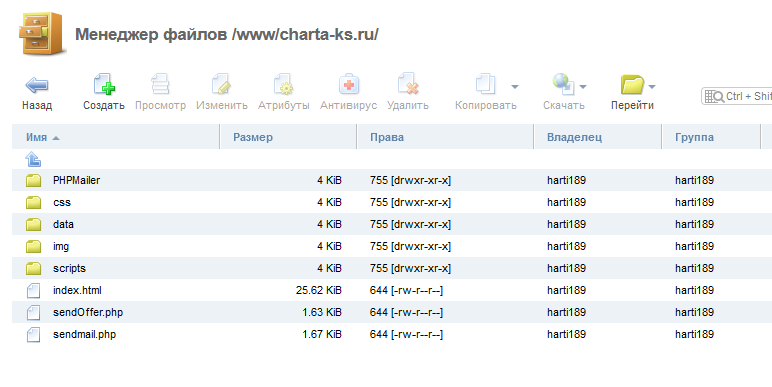 Менеджер файлов /www/charta-ks.ru/
Назад Создать Просмотр Изменить Атрибуты Антивирус Удалить Копировать Скачать Перейти Ctrl + Shif
Имя Размер Права Владелец Группа
PHPMailer 4 KiB 755 [drwxr-xr-x] harti189 harti189
css 4 KiB 755 [drwxr-xr-x] harti189 harti189
data 4 KiB 755 [drwxr-xr-x] harti189 harti189
img 4 KiB 755 [drwxr-xr-x] harti189 harti189
scripts 4 KiB 755 [drwxr-xr-x] harti189 harti189
index.html 25.62 KiB 644 [-rw-r--r--] harti189 harti189
sendOffer.php 1.63 KiB 644 [-rw-r--r--] harti189 harti189
sendmail.php 1.67 KiB 644 [-rw-r--r--] harti189 harti189